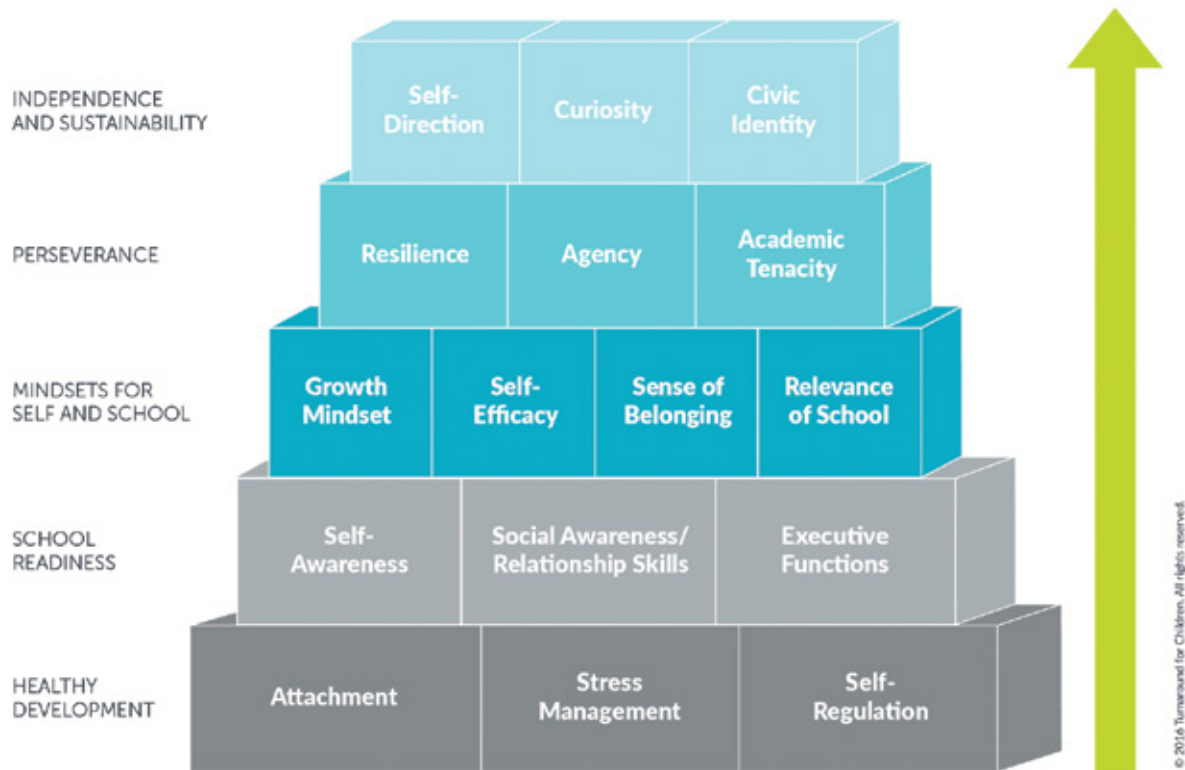 INDEPENDENCE
AND SUSTAINABILITY
Self-
Direction
Curiosity
Civic
Identity
PERSEVERANCE
Resilience
Agency
Academic
Tenacity
MINDSETS FOR
SELF AND SCHOOL
Growth
Mindset
Self-
Efficacy
Sense of
Belonging
Relevance
of School
SCHOOL
READINESS
Self-
Awareness
Social Awareness/
Relationship Skills
Executive
Functions
HEALTHY
DEVELOPMENT
Attachment
Stress
Management
Self-
Regulation
© 2016 Turnaround for Children. All rights reserved.